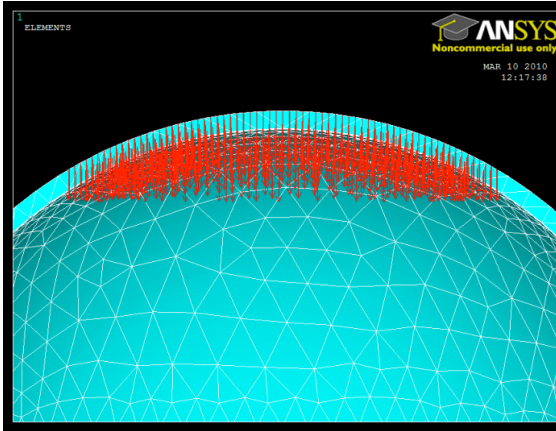 1
ELEMENTS
ANSYS
Noncommercial use only
MAR 10 2010
12:17:38